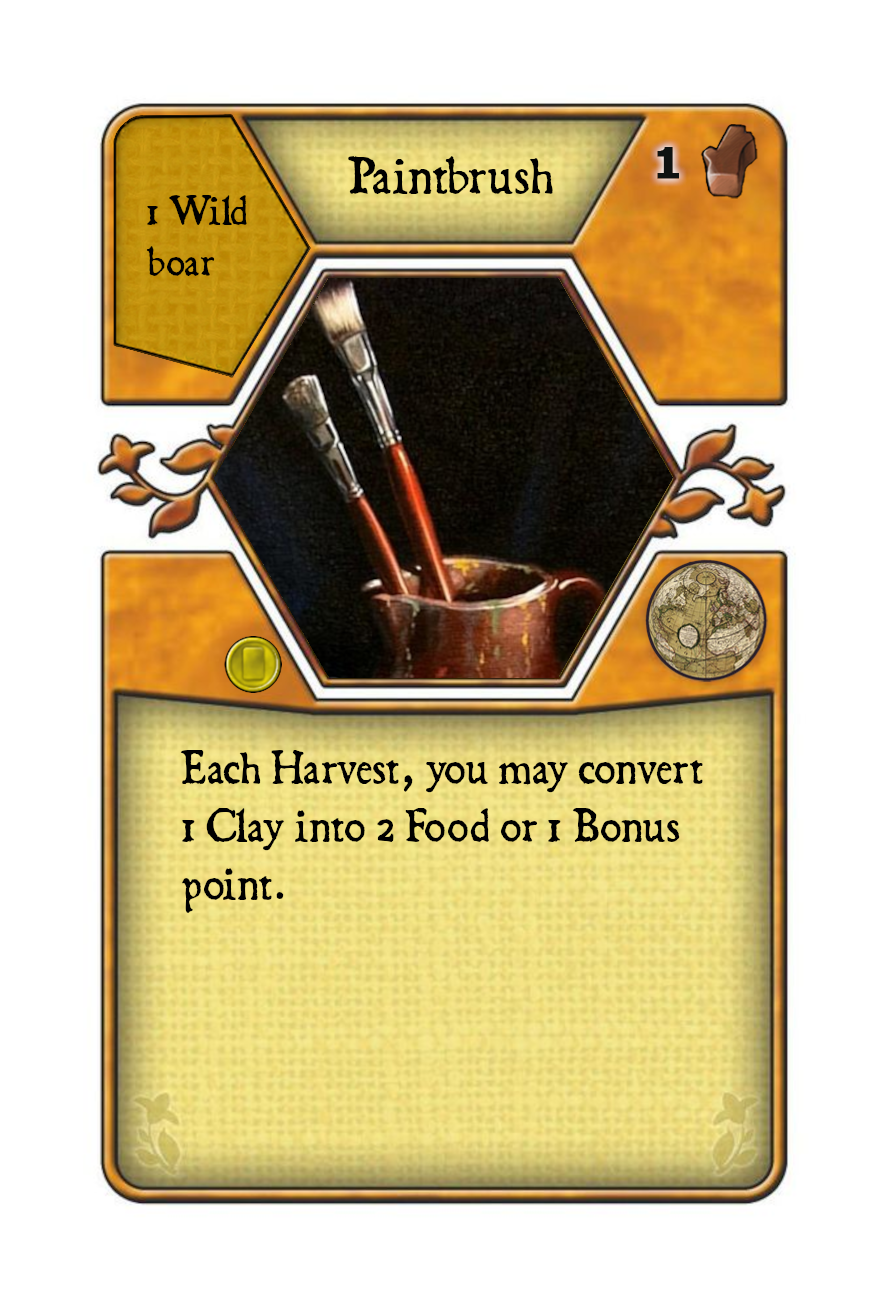 Paintbrush
1
1 Wild
boar
Each Harvest, you may convert
1 Clay into 2 Food or 1 Bonus
point.